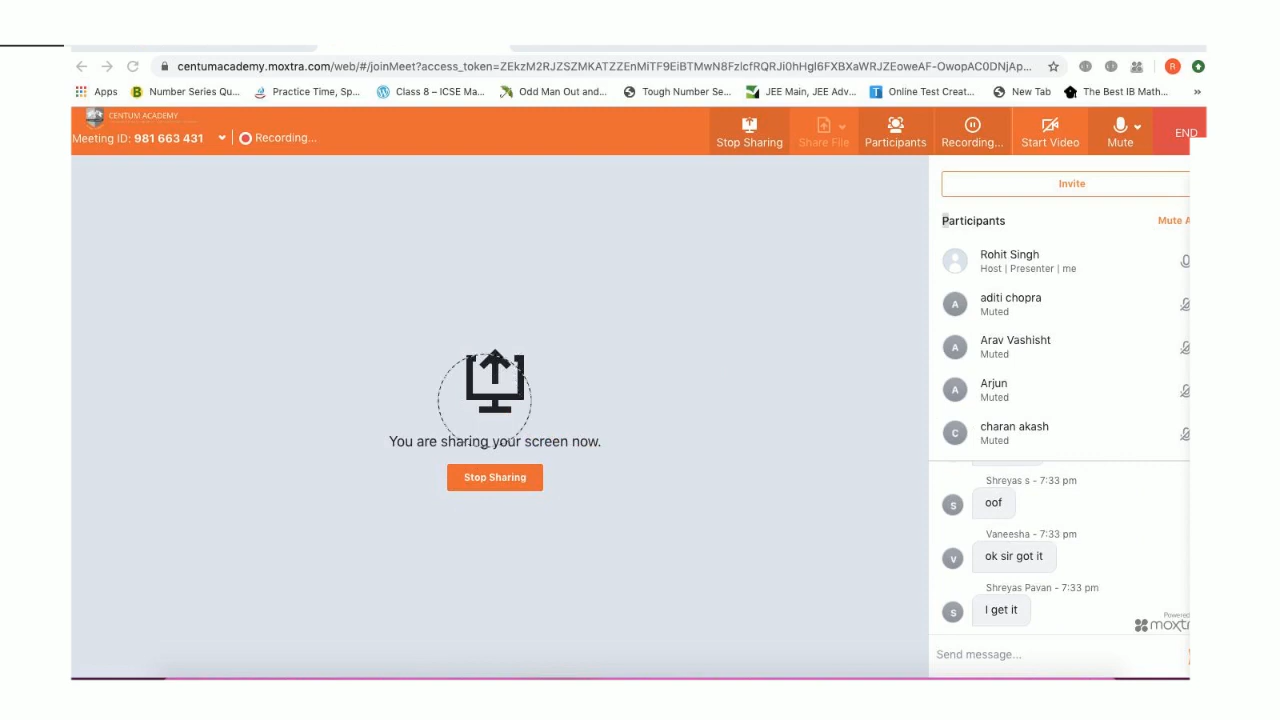 centumacademy.moxtra.com/web/#/joinMeet?access_token=ZEkzM2RJZSZMKATZZEnMiTF9EiBTMwN8FzlcfRQRJi0hHgl6FXBXaWRJZEoweAF-OwopAC0DNjAp...
R
Apps Number Series Qu... Practice Time, Sp... Class 8 – ICSE Ma... Odd Man Out and... Tough Number Se... JEE Main, JEE Adv... Online Test Creat... New Tab The Best IB Math... »
CENTUM ACADEMY
Meeting ID: 981 663 431 Recording...
Stop Sharing Share File Participants Recording... Start Video Mute END
Invite
Participants Mute A
Rohit Singh
Host | Presenter | me
A
aditi chopra
Muted
A
Arav Vashisht
Muted
A
Arjun
Muted
C
charan akash
Muted
You are sharing your screen now.
Stop Sharing
Shreyas s - 7:33 pm
S
oof
Vaneesha - 7:33 pm
V
ok sir got it
Shreyas Pavan - 7:33 pm
S
I get it
Powered
moxtr
Send message...